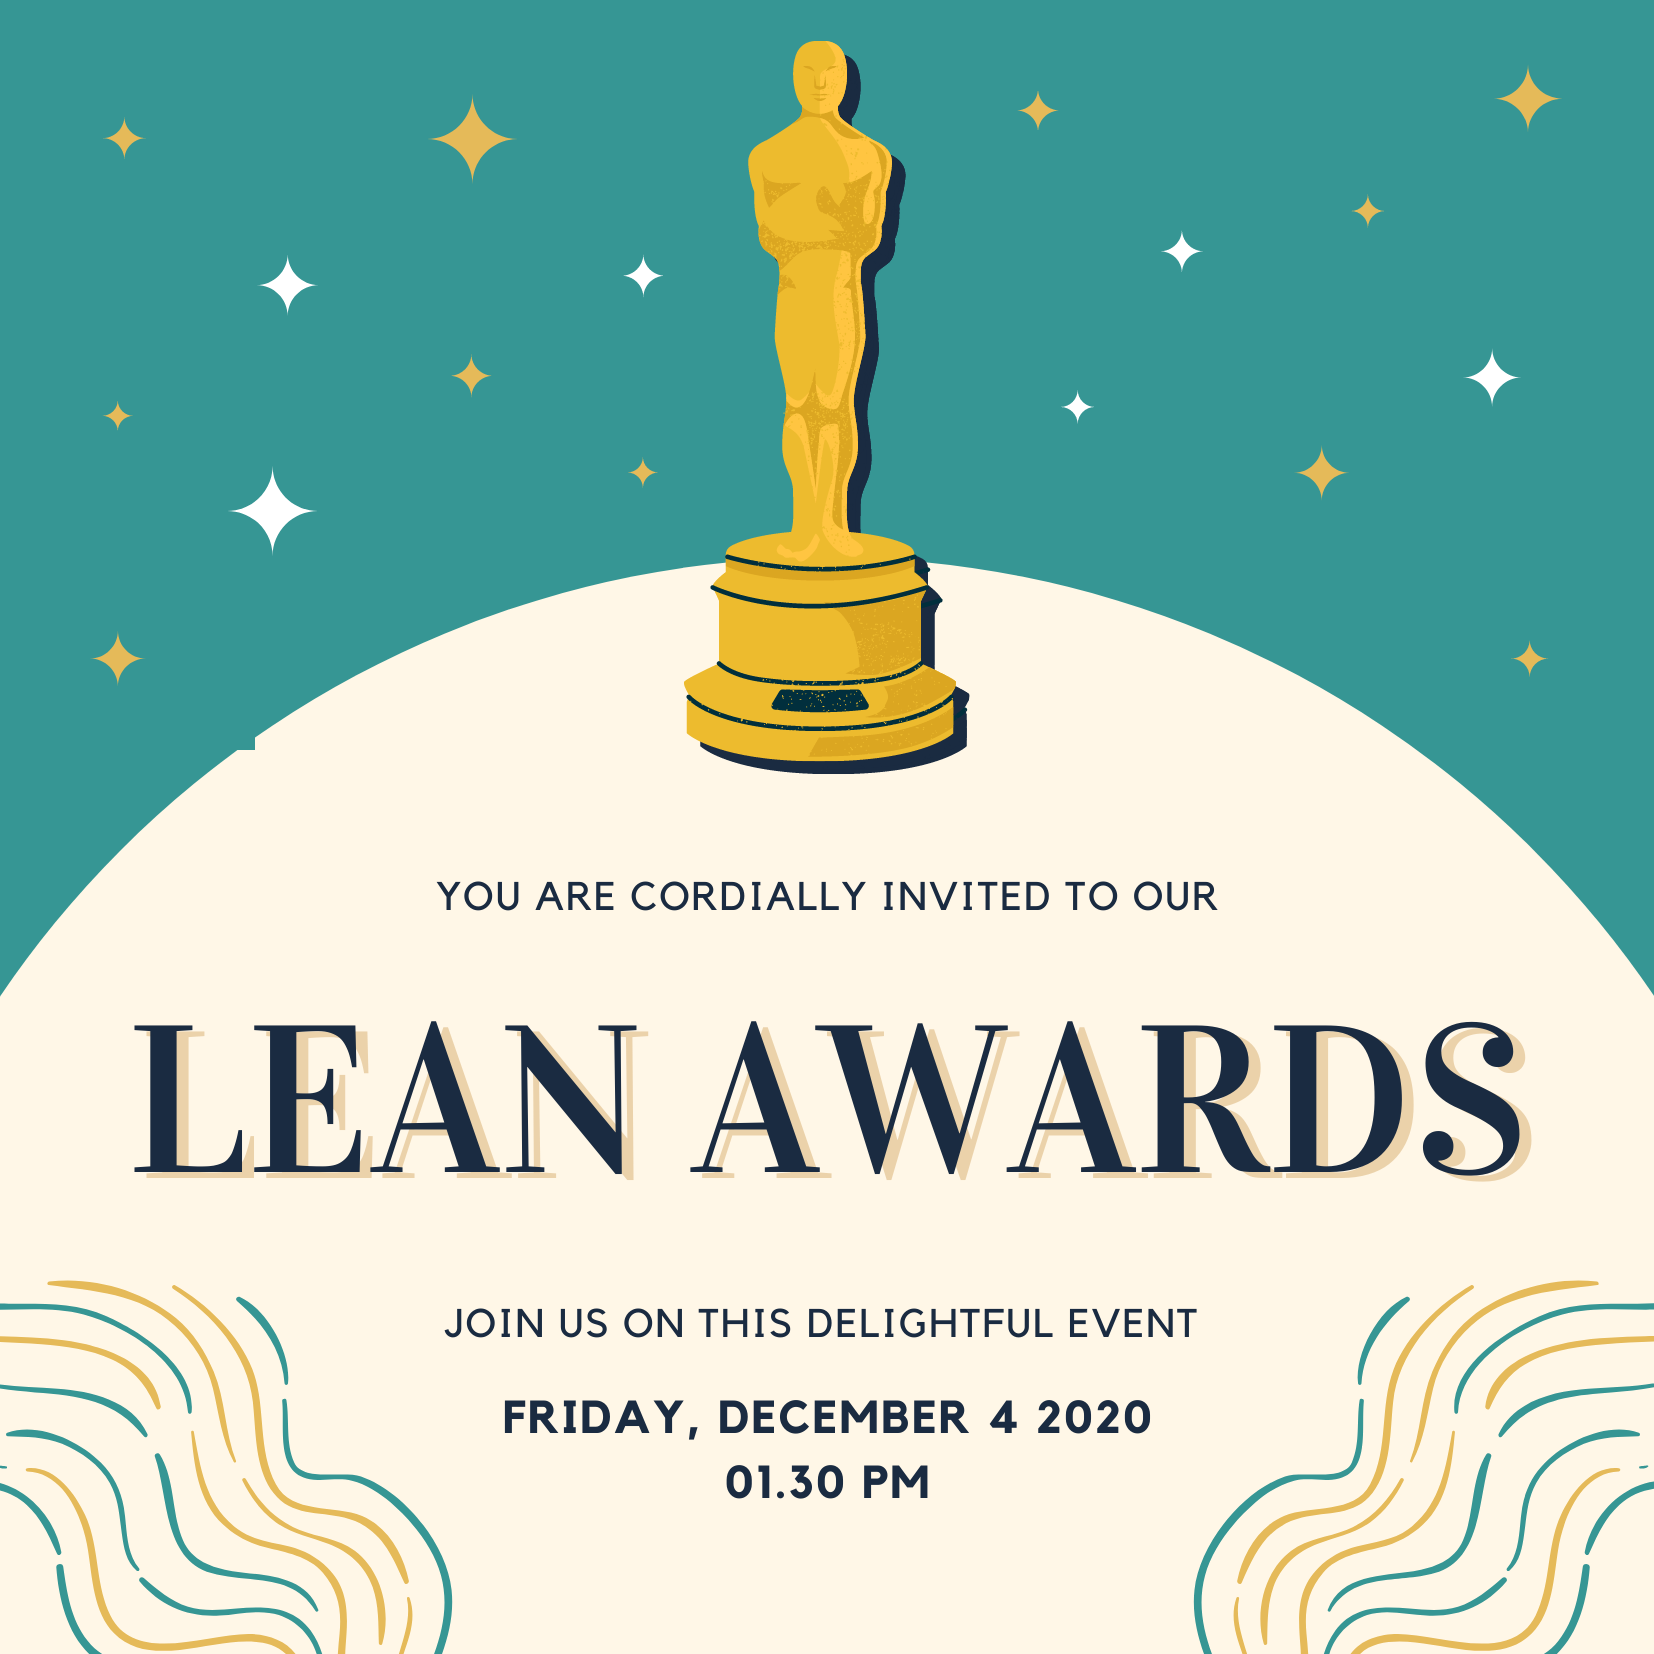 YOU ARE CORDIALLY INVITED TO OUR
LEAN AWARDS
JOIN US ON THIS DELIGHTFUL EVENT
FRIDAY, DECEMBER 4 2020
01.30 PM